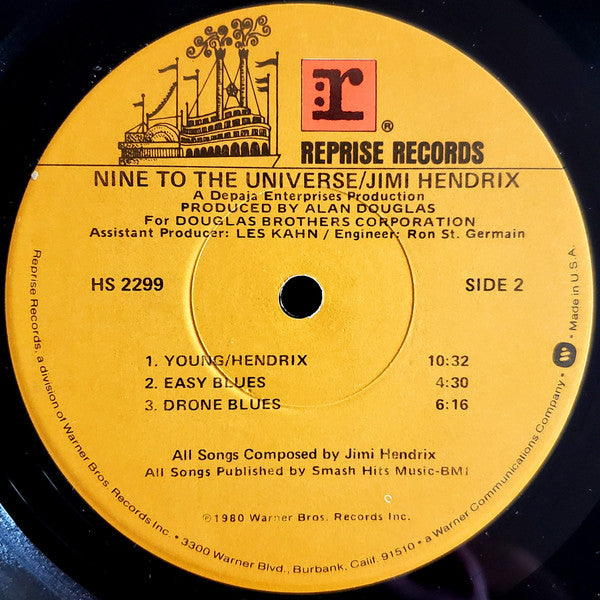 r
®
REPRISE RECORDS
NINE TO THE UNIVERSE/JIMI HENDRIX
A Depaja Enterprises Production
PRODUCED BY ALAN DOUGLAS
For DOUGLAS BROTHERS CORPORATION
Assistant Producer: LES KAHN / Engineer: Ron St. Germain
HS 2299
SIDE 2
1. YOUNG/HENDRIX 10:32
2. EASY BLUES 4:30
3. DRONE BLUES 6:16
All Songs Composed by Jimi Hendrix
All Songs Published by Smash Hits Music-BMI
℗1980 Warner Bros. Records Inc.
Reprise Records, a division of Warner Bros. Records Inc. • 3300 Warner Blvd., Burbank, Calif. 91510 • a Warner Communications Company • W • Made in U.S.A.